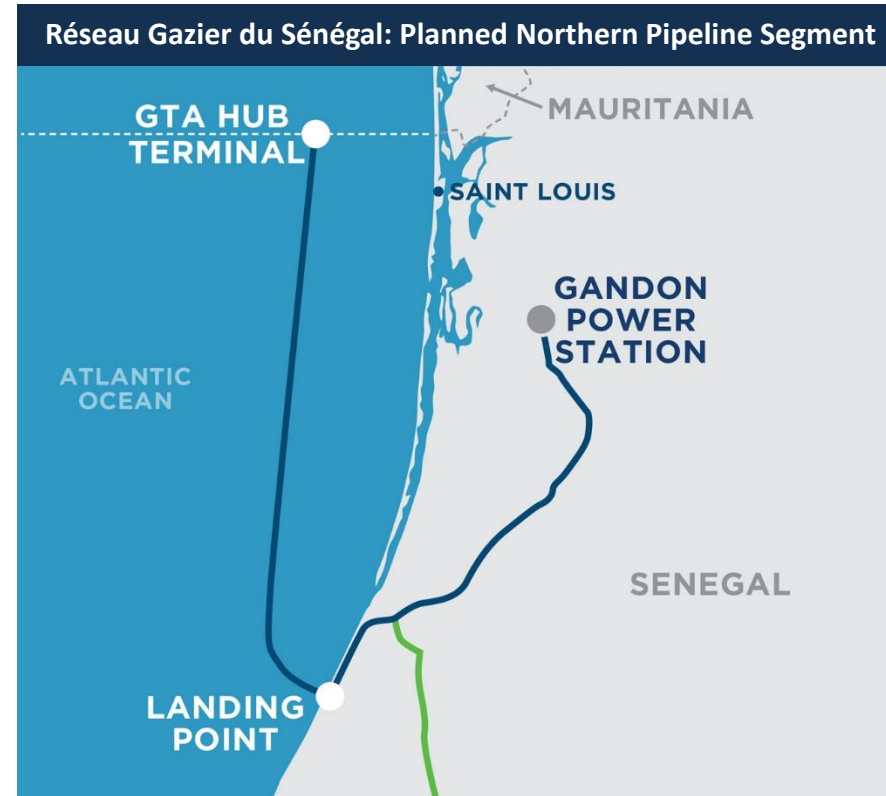 Réseau Gazier du Sénégal: Planned Northern Pipeline Segment
GTA HUB
TERMINAL
MAURITANIA
SAINT LOUIS
GANDON
POWER
STATION
ATLANTIC
OCEAN
SENEGAL
LANDING
POINT